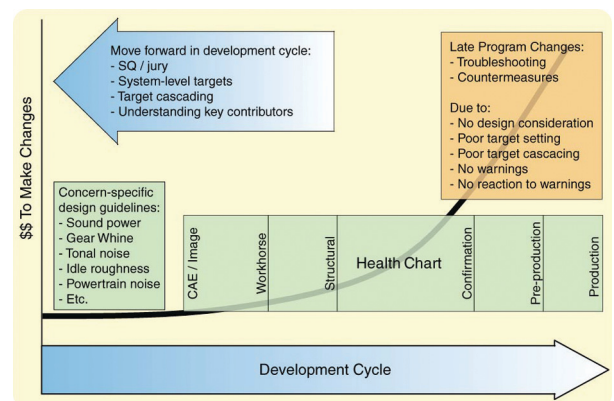 Move forward in development cycle:
- SQ / jury
- System-level targets
- Target cascading
- Understanding key contributors
Late Program Changes:
- Troubleshooting
- Countermeasures
Due to:
- No design consideration
- Poor target setting
- Poor target cascacing
- No warnings
- No reaction to warnings
$$ To Make Changes
Concern-specific
design guidelines:
- Sound power
- Gear Whine
- Tonal noise
- Idle roughness
- Powertrain noise
- Etc.
CAE / Image
Workhorse
Structural
Health Chart
Confirmation
Pre-production
Production
Development Cycle